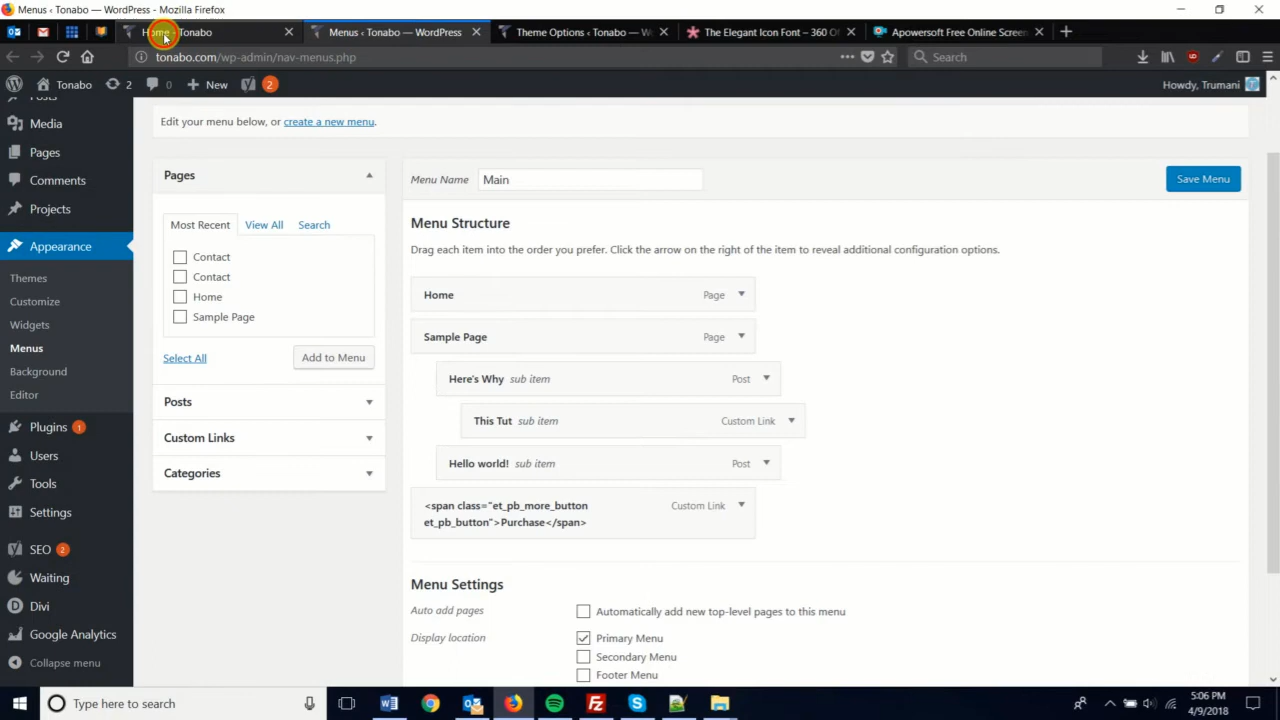 Menus ‹ Tonabo — WordPress - Mozilla Firefox
Home - Tonabo
Menus ‹ Tonabo — WordPress
Theme Options ‹ Tonabo — W
The Elegant Icon Font – 360 Of
Apowersoft Free Online Screen
tonabo.com/wp-admin/nav-menus.php
Search
Tonabo 2 0 New 2
Howdy, Trumani
Posts
Media
Pages
Comments
Projects
Appearance
Themes
Customize
Widgets
Menus
Background
Editor
Plugins 1
Users
Tools
Settings
SEO 2
Waiting
Divi
Google Analytics
Collapse menu
Edit your menu below, or create a new menu.
Pages
Most Recent View All Search
Contact
Contact
Home
Sample Page
Select All Add to Menu
Posts
Custom Links
Categories
Menu Name Main Save Menu
Menu Structure
Drag each item into the order you prefer. Click the arrow on the right of the item to reveal additional configuration options.
Home Page
Sample Page Page
Here's Why sub item Post
This Tut sub item Custom Link
Hello world! sub item Post
<span class="et_pb_more_button Custom Link
et_pb_button">Purchase</span>
Menu Settings
Auto add pages Automatically add new top-level pages to this menu
Display location Primary Menu
Secondary Menu
Footer Menu
Type here to search
5:06 PM
4/9/2018